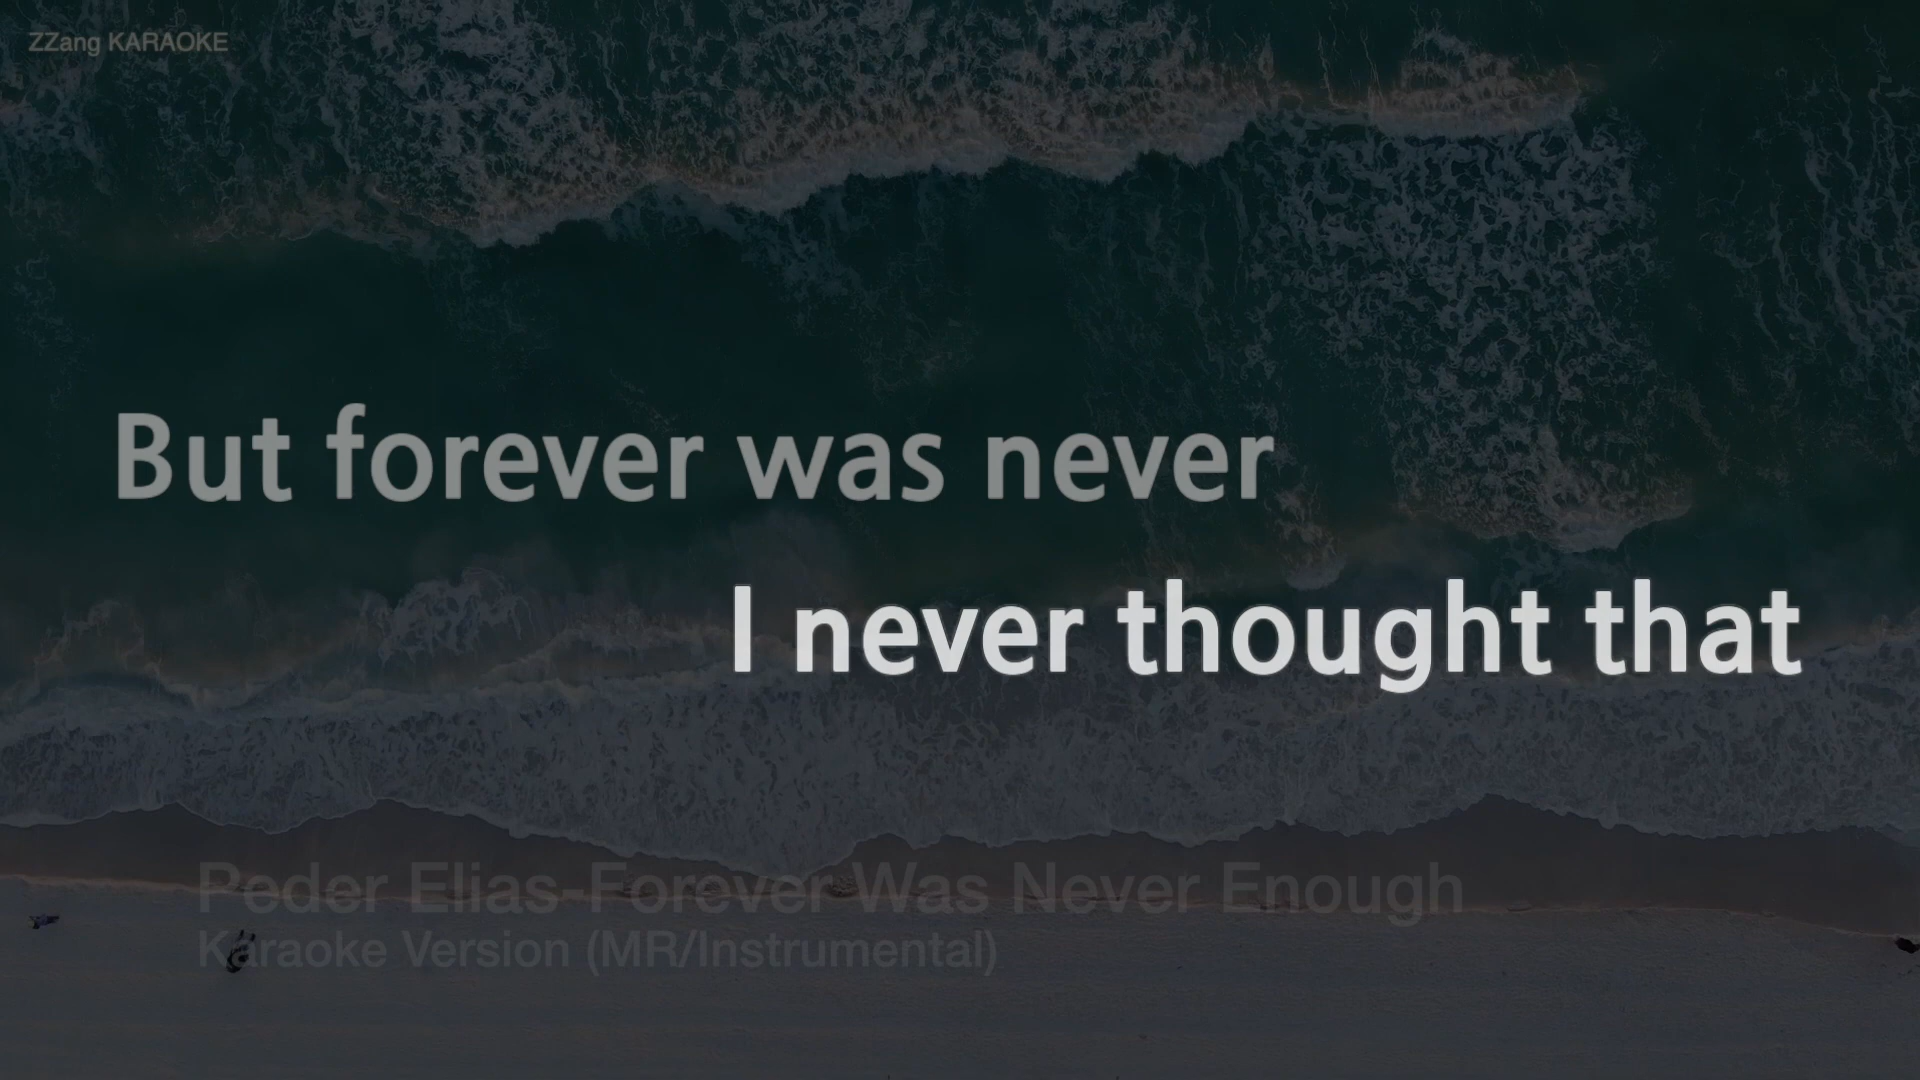 ZZang KARAOKE
But forever was never
I never thought that
Peder Elias-Forever Was Never Enough
Karaoke Version (MR/Instrumental)